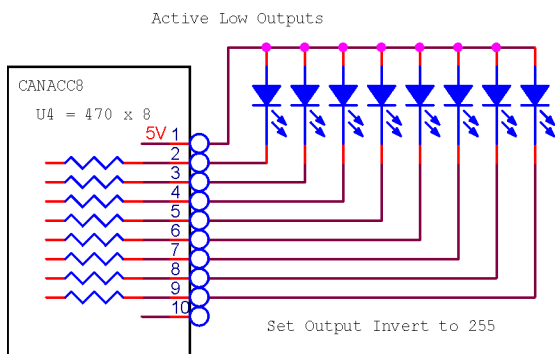 Active Low Outputs
CANACC8
U4 = 470 x 8
5V 1
2
3
4
5
6
7
8
9
10
Set Output Invert to 255